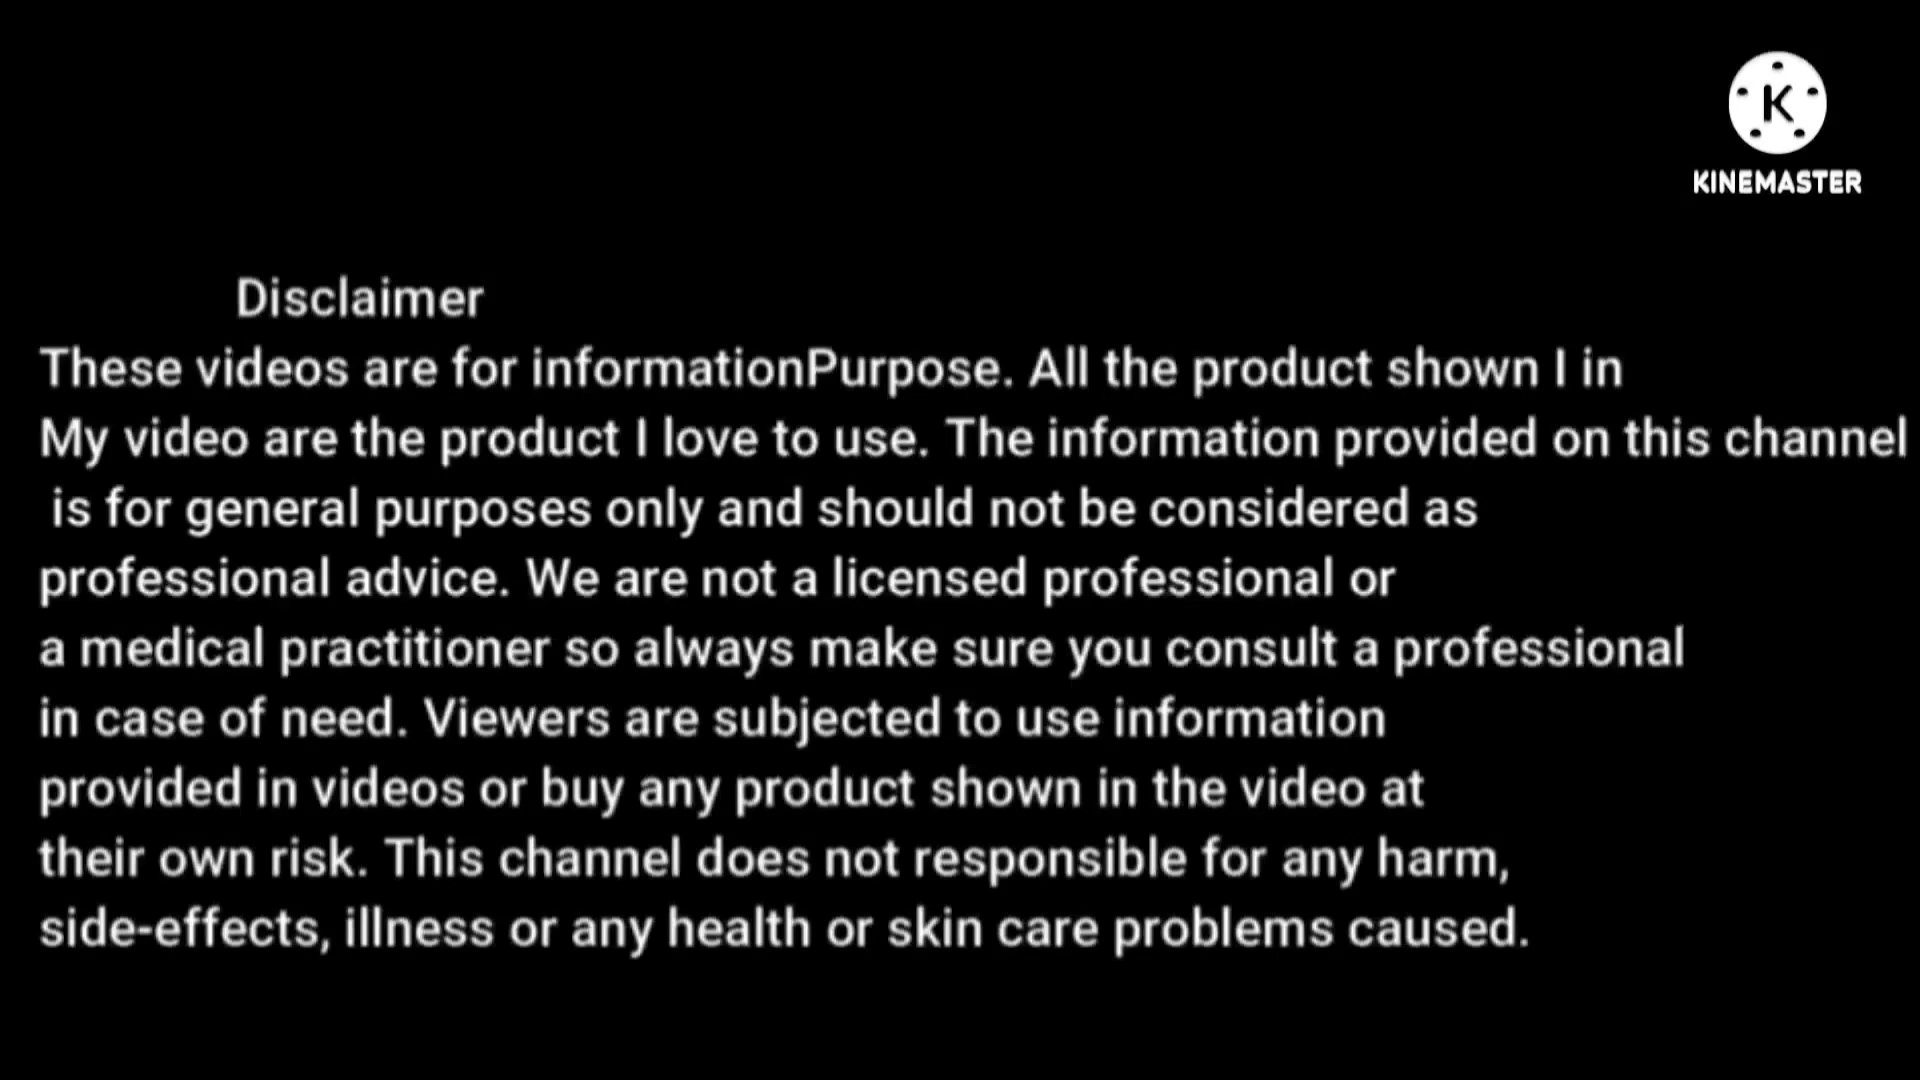 KINEMASTER
Disclaimer
These videos are for informationPurpose. All the product shown I in
My video are the product I love to use. The information provided on this channel
is for general purposes only and should not be considered as
professional advice. We are not a licensed professional or
a medical practitioner so always make sure you consult a professional
in case of need. Viewers are subjected to use information
provided in videos or buy any product shown in the video at
their own risk. This channel does not responsible for any harm,
side-effects, illness or any health or skin care problems caused.